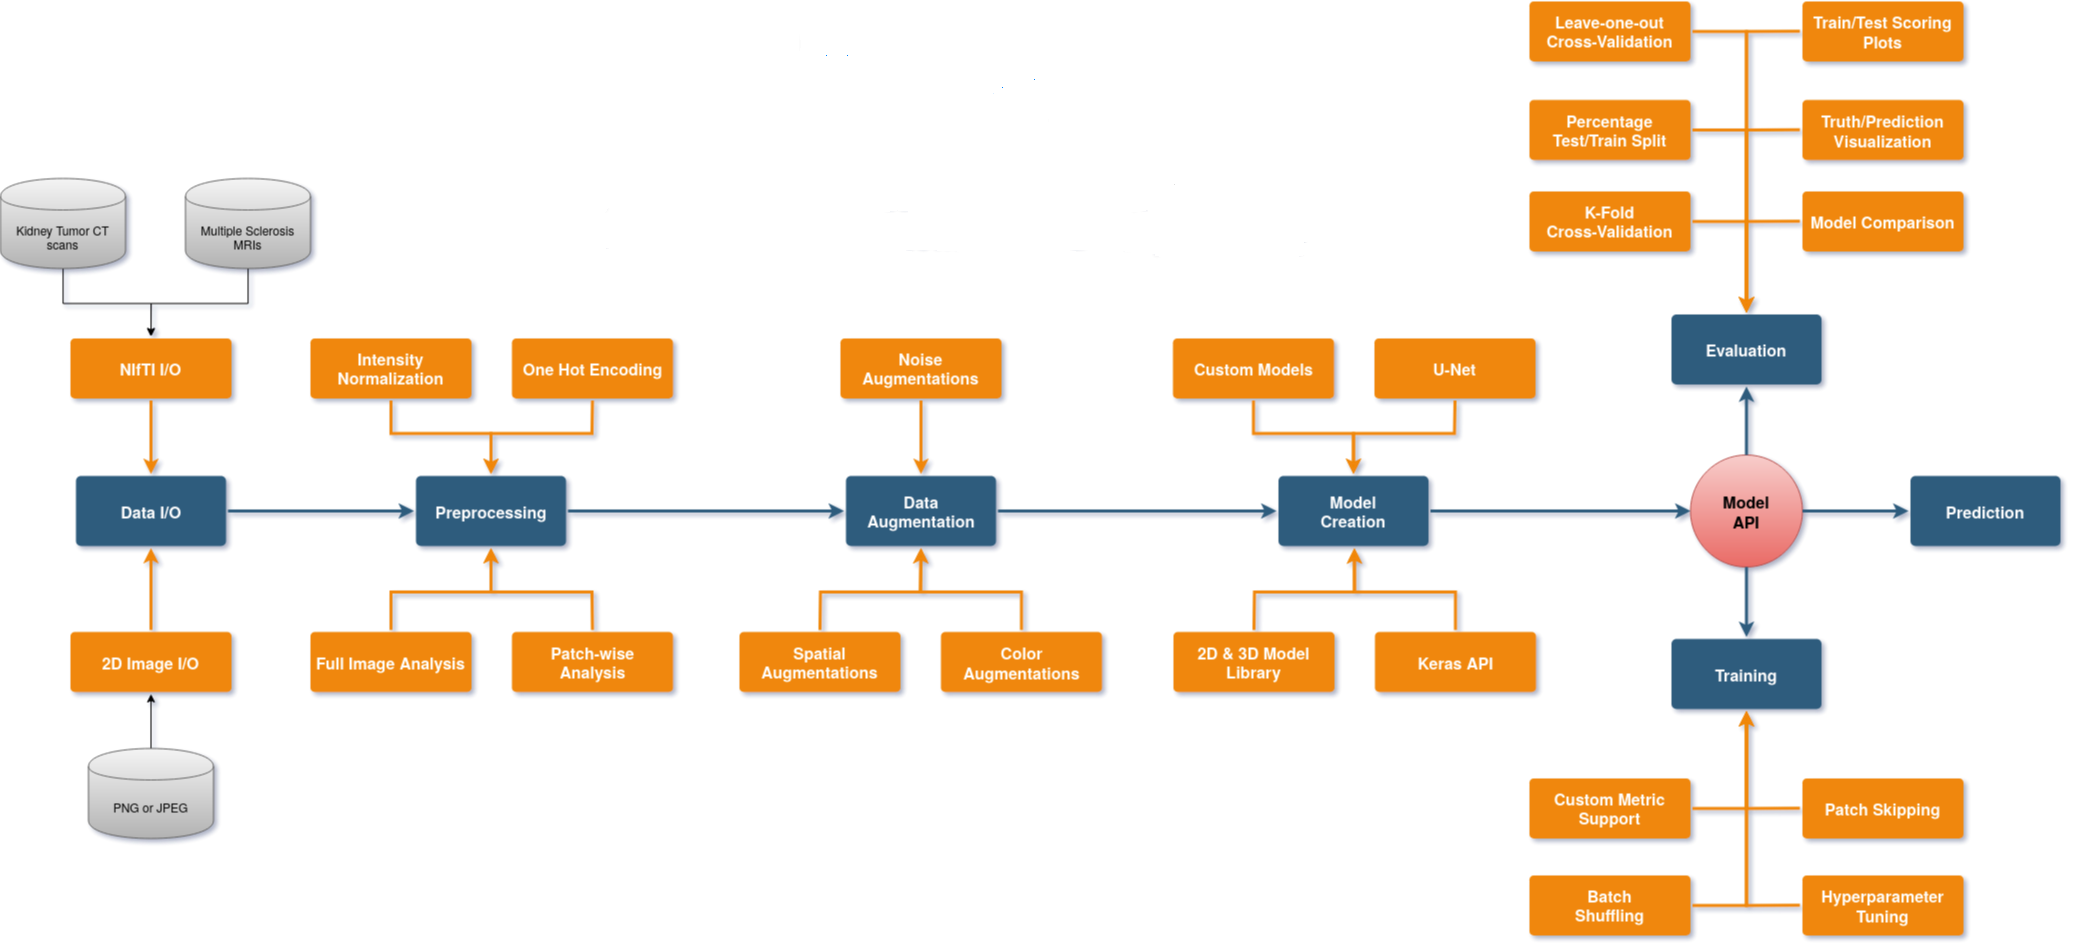 Leave-one-out
Cross-Validation
Train/Test Scoring
Plots
Percentage
Test/Train Split
Truth/Prediction
Visualization
K-Fold
Cross-Validation
Model Comparison
Kidney Tumor CT
scans
Multiple Sclerosis
MRIs
Evaluation
NIfTI I/O
Intensity
Normalization
One Hot Encoding
Noise
Augmentations
Custom Models
U-Net
Data I/O
Preprocessing
Data
Augmentation
Model
Creation
Model
API
Prediction
2D Image I/O
Full Image Analysis
Patch-wise
Analysis
Spatial
Augmentations
Color
Augmentations
2D & 3D Model
Library
Keras API
Training
PNG or JPEG
Custom Metric
Support
Patch Skipping
Batch
Shuffling
Hyperparameter
Tuning